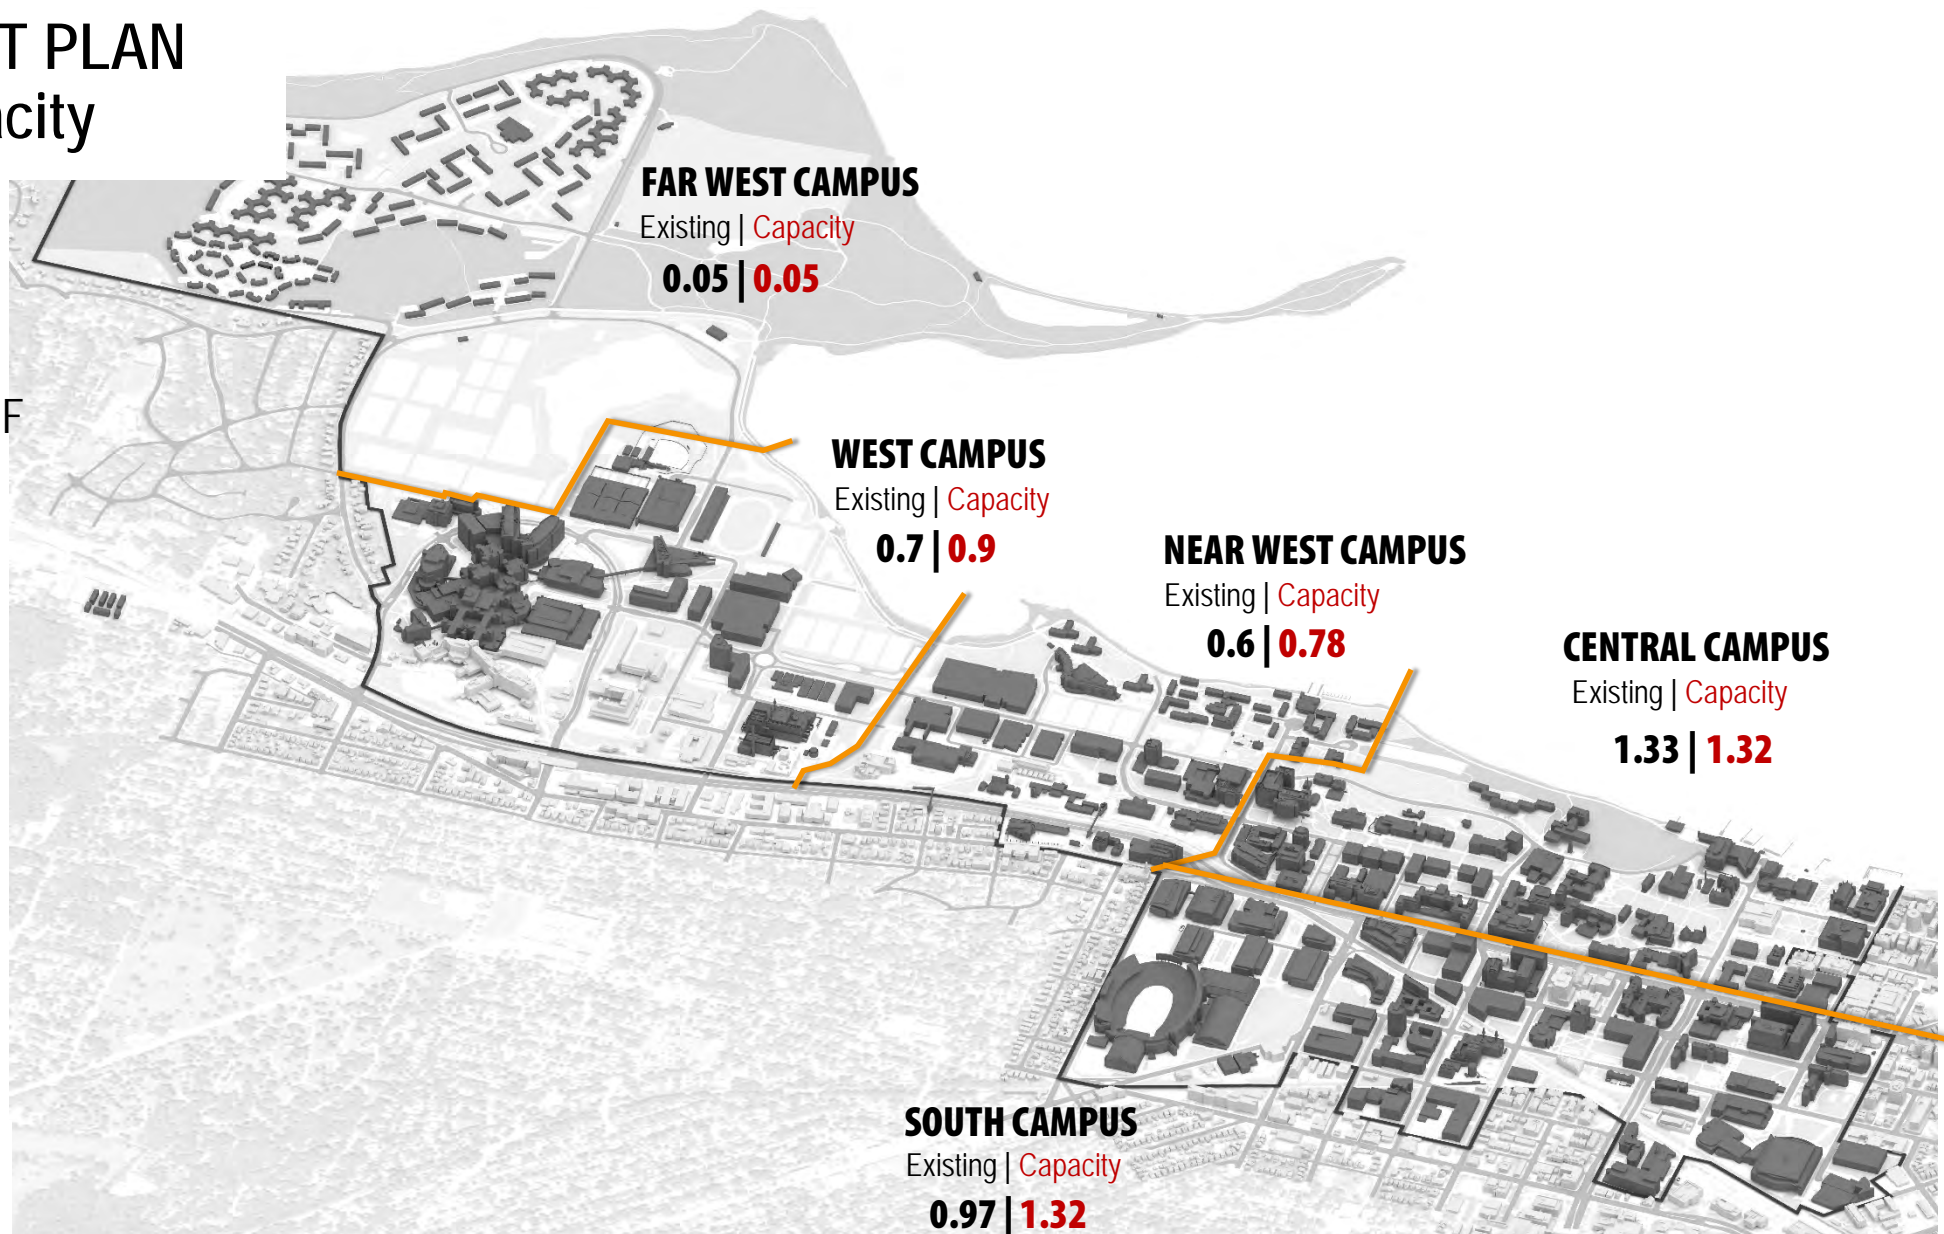 T PLAN
acity
FAR WEST CAMPUS
Existing | Capacity
0.05 | 0.05
F
WEST CAMPUS
Existing | Capacity
0.7 | 0.9
NEAR WEST CAMPUS
Existing | Capacity
0.6 | 0.78
CENTRAL CAMPUS
Existing | Capacity
1.33 | 1.32
SOUTH CAMPUS
Existing | Capacity
0.97 | 1.32